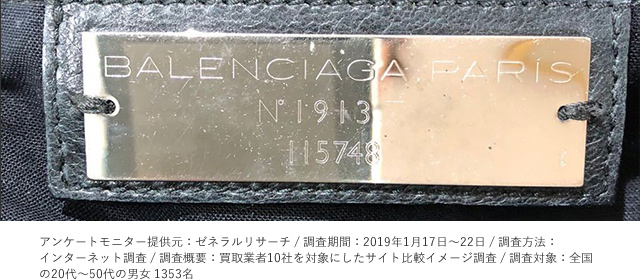 BALENCIAGA PARIS
N°1913
115748
アンケートモニター提供元：ゼネラルリサーチ / 調査期間：2019年1月17日～22日 / 調査方法：
インターネット調査 / 調査概要：買取業者10社を対象にしたサイト比較イメージ調査 / 調査対象：全国
の20代～50代の男女 1353名